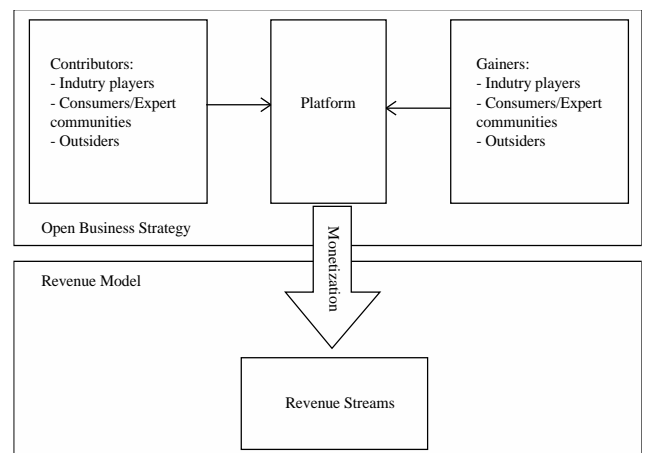 Contributors:
- Indutry players
- Consumers/Expert
communities
- Outsiders
Platform
Gainers:
- Indutry players
- Consumers/Expert
communities
- Outsiders
Open Business Strategy
Monetization
Revenue Model
Revenue Streams